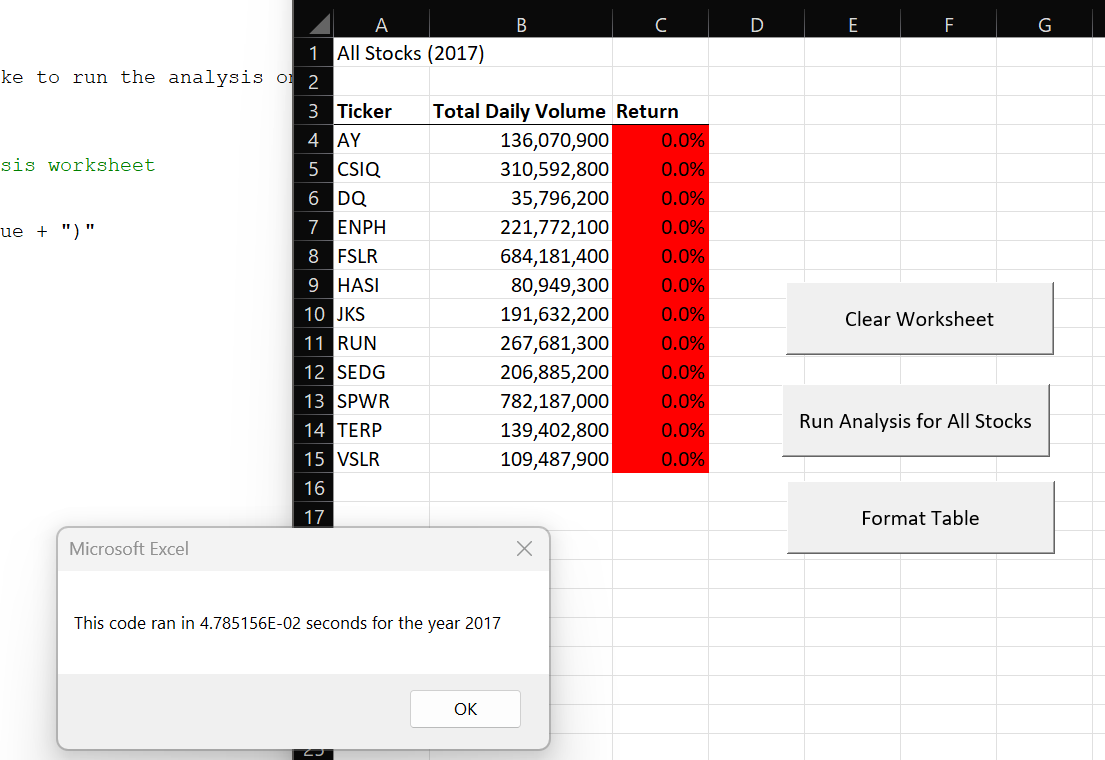 ke to run the analysis on
sis worksheet
ue + ")"
A B C D E F G
1 All Stocks (2017)
2
3 Ticker Total Daily Volume Return
4 AY 136,070,900 0.0%
5 CSIQ 310,592,800 0.0%
6 DQ 35,796,200 0.0%
7 ENPH 221,772,100 0.0%
8 FSLR 684,181,400 0.0%
9 HASI 80,949,300 0.0%
10 JKS 191,632,200 0.0%
11 RUN 267,681,300 0.0%
12 SEDG 206,885,200 0.0%
13 SPWR 782,187,000 0.0%
14 TERP 139,402,800 0.0%
15 VSLR 109,487,900 0.0%
16
17
25
Clear Worksheet
Run Analysis for All Stocks
Format Table
Microsoft Excel
This code ran in 4.785156E-02 seconds for the year 2017
OK